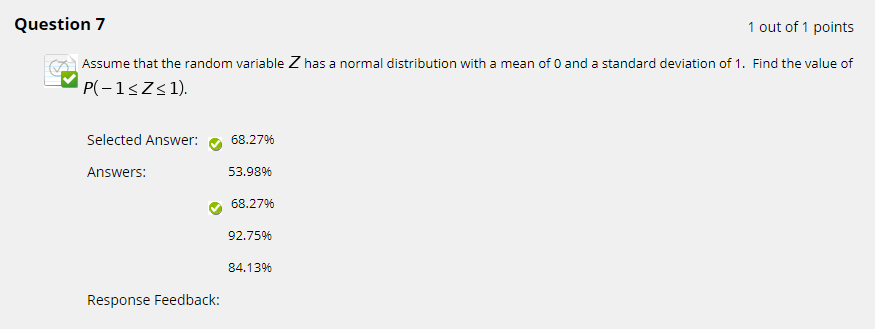 Question 7
1 out of 1 points
Assume that the random variable Z has a normal distribution with a mean of 0 and a standard deviation of 1. Find the value of
P(−1≤Z≤1).
Selected Answer: 68.27%
Answers: 53.98%
68.27%
92.75%
84.13%
Response Feedback: